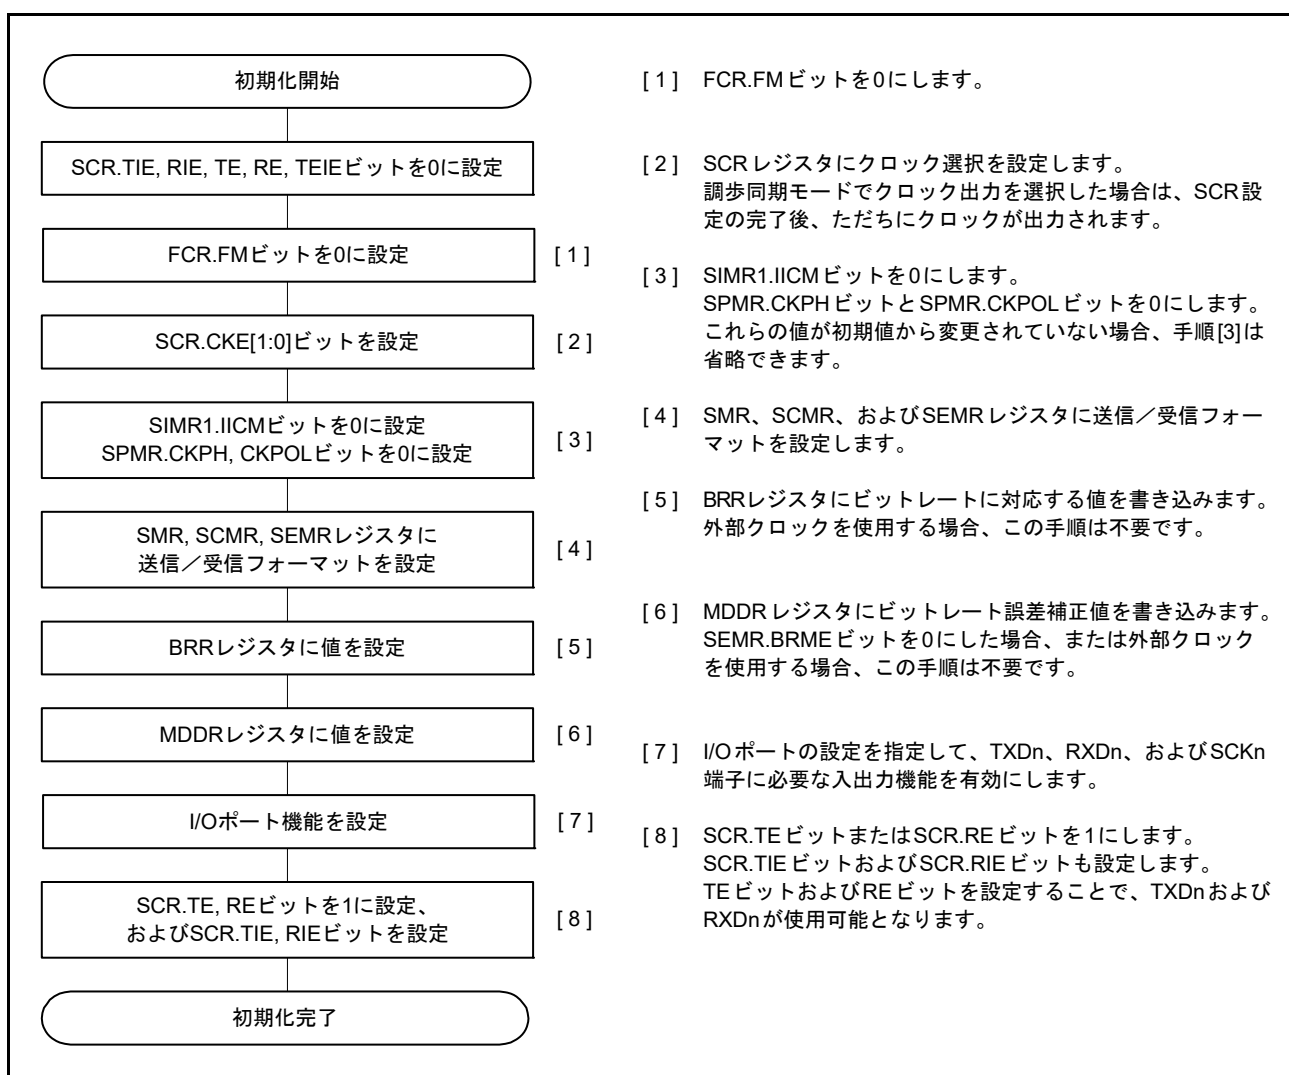 初期化開始
SCR.TIE, RIE, TE, RE, TEIEビットを0に設定
FCR.FMビットを0に設定
[ 1 ]
SCR.CKE[1:0]ビットを設定
[ 2 ]
SIMR1.IICMビットを0に設定
SPMR.CKPH, CKPOLビットを0に設定
[ 3 ]
SMR, SCMR, SEMRレジスタに
送信／受信フォーマットを設定
[ 4 ]
BRRレジスタに値を設定
[ 5 ]
MDDRレジスタに値を設定
[ 6 ]
I/Oポート機能を設定
[ 7 ]
SCR.TE, REビットを1に設定、
およびSCR.TIE, RIEビットを設定
[ 8 ]
初期化完了
[ 1 ] FCR.FMビットを0にします。
[ 2 ] SCRレジスタにクロック選択を設定します。
調歩同期モードでクロック出力を選択した場合は、SCR設
定の完了後、ただちにクロックが出力されます。
[ 3 ] SIMR1.IICMビットを0にします。
SPMR.CKPHビットとSPMR.CKPOLビットを0にします。
これらの値が初期値から変更されていない場合、手順[3]は
省略できます。
[ 4 ] SMR、SCMR、およびSEMRレジスタに送信／受信フォー
マットを設定します。
[ 5 ] BRRレジスタにビットレートに対応する値を書き込みます。
外部クロックを使用する場合、この手順は不要です。
[ 6 ] MDDRレジスタにビットレート誤差補正値を書き込みます。
SEMR.BRMEビットを0にした場合、または外部クロック
を使用する場合、この手順は不要です。
[ 7 ] I/Oポートの設定を指定して、TXDn、RXDn、およびSCKn
端子に必要な入出力機能を有効にします。
[ 8 ] SCR.TEビットまたはSCR.REビットを1にします。
SCR.TIEビットおよびSCR.RIEビットも設定します。
TEビットおよびREビットを設定することで、TXDnおよび
RXDnが使用可能となります。